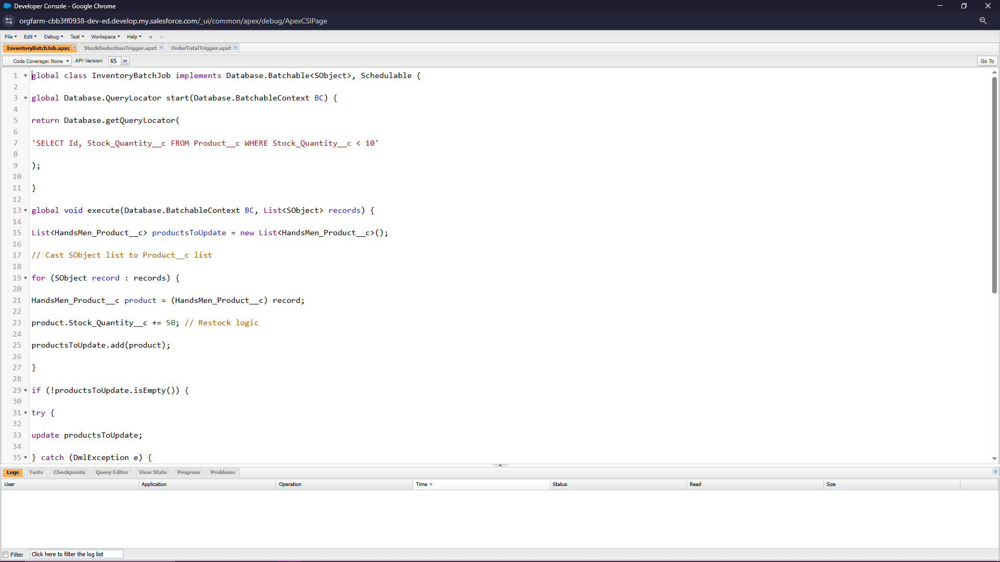 Developer Console - Google Chrome
orgfarm-cbb3ff0938-dev-ed.develop.my.salesforce.com/_ui/common/apex/debug/ApexCSIPage
File Edit Debug Test Workspace Help < >
InventoryBatchJob.apxc StockDeductionTrigger.apxt OrderTotalTrigger.apxt
Code Coverage: None API Version: 65 Go To
1 global class InventoryBatchJob implements Database.Batchable<SObject>, Schedulable {
2
3 global Database.QueryLocator start(Database.BatchableContext BC) {
4
5 return Database.getQueryLocator(
6
7 'SELECT Id, Stock_Quantity__c FROM Product__c WHERE Stock_Quantity__c < 10'
8
9 );
10
11 }
12
13 global void execute(Database.BatchableContext BC, List<SObject> records) {
14
15 List<HandsMen_Product__c> productsToUpdate = new List<HandsMen_Product__c>();
16
17 // Cast SObject list to Product__c list
18
19 for (SObject record : records) {
20
21 HandsMen_Product__c product = (HandsMen_Product__c) record;
22
23 product.Stock_Quantity__c += 50; // Restock logic
24
25 productsToUpdate.add(product);
26
27 }
28
29 if (!productsToUpdate.isEmpty()) {
30
31 try {
32
33 update productsToUpdate;
34
35 } catch (DmlException e) {
Logs Tests Checkpoints Query Editor View State Progress Problems
User Application Operation Time Status Read Size
Filter Click here to filter the log list